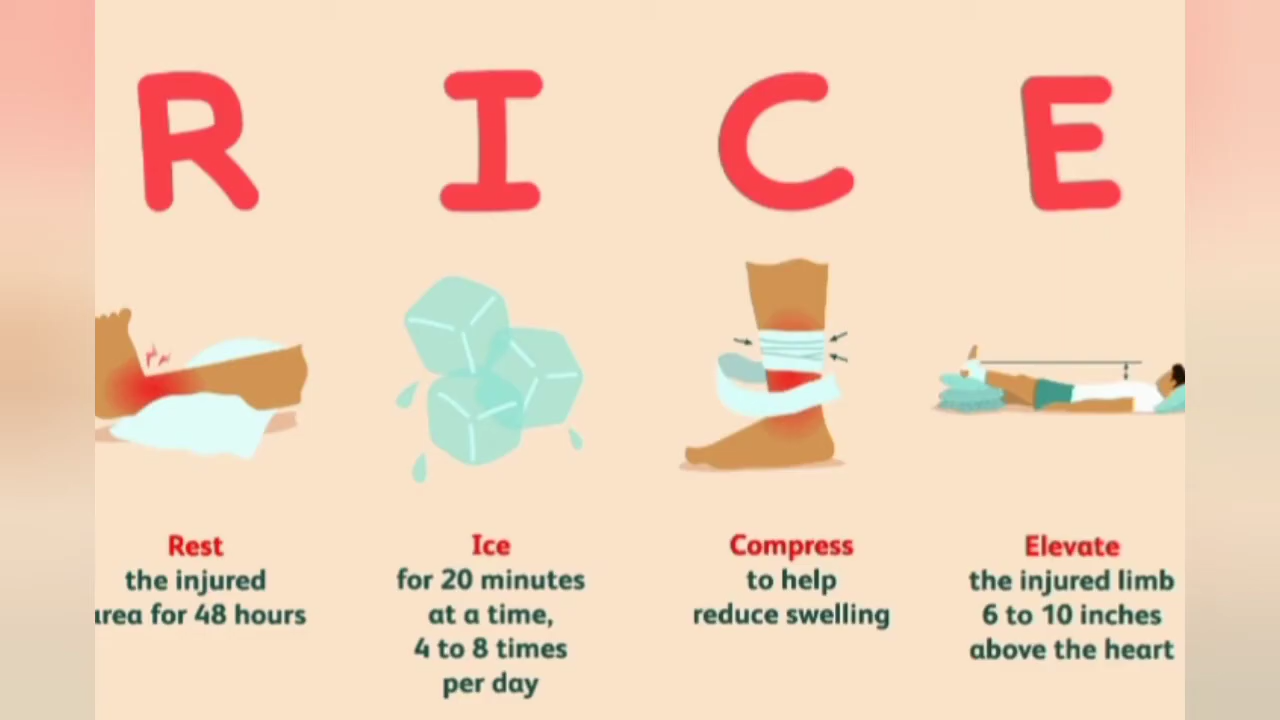 R I C E
Rest
the injured
area for 48 hours
Ice
for 20 minutes
at a time,
4 to 8 times
per day
Compress
to help
reduce swelling
Elevate
the injured limb
6 to 10 inches
above the heart